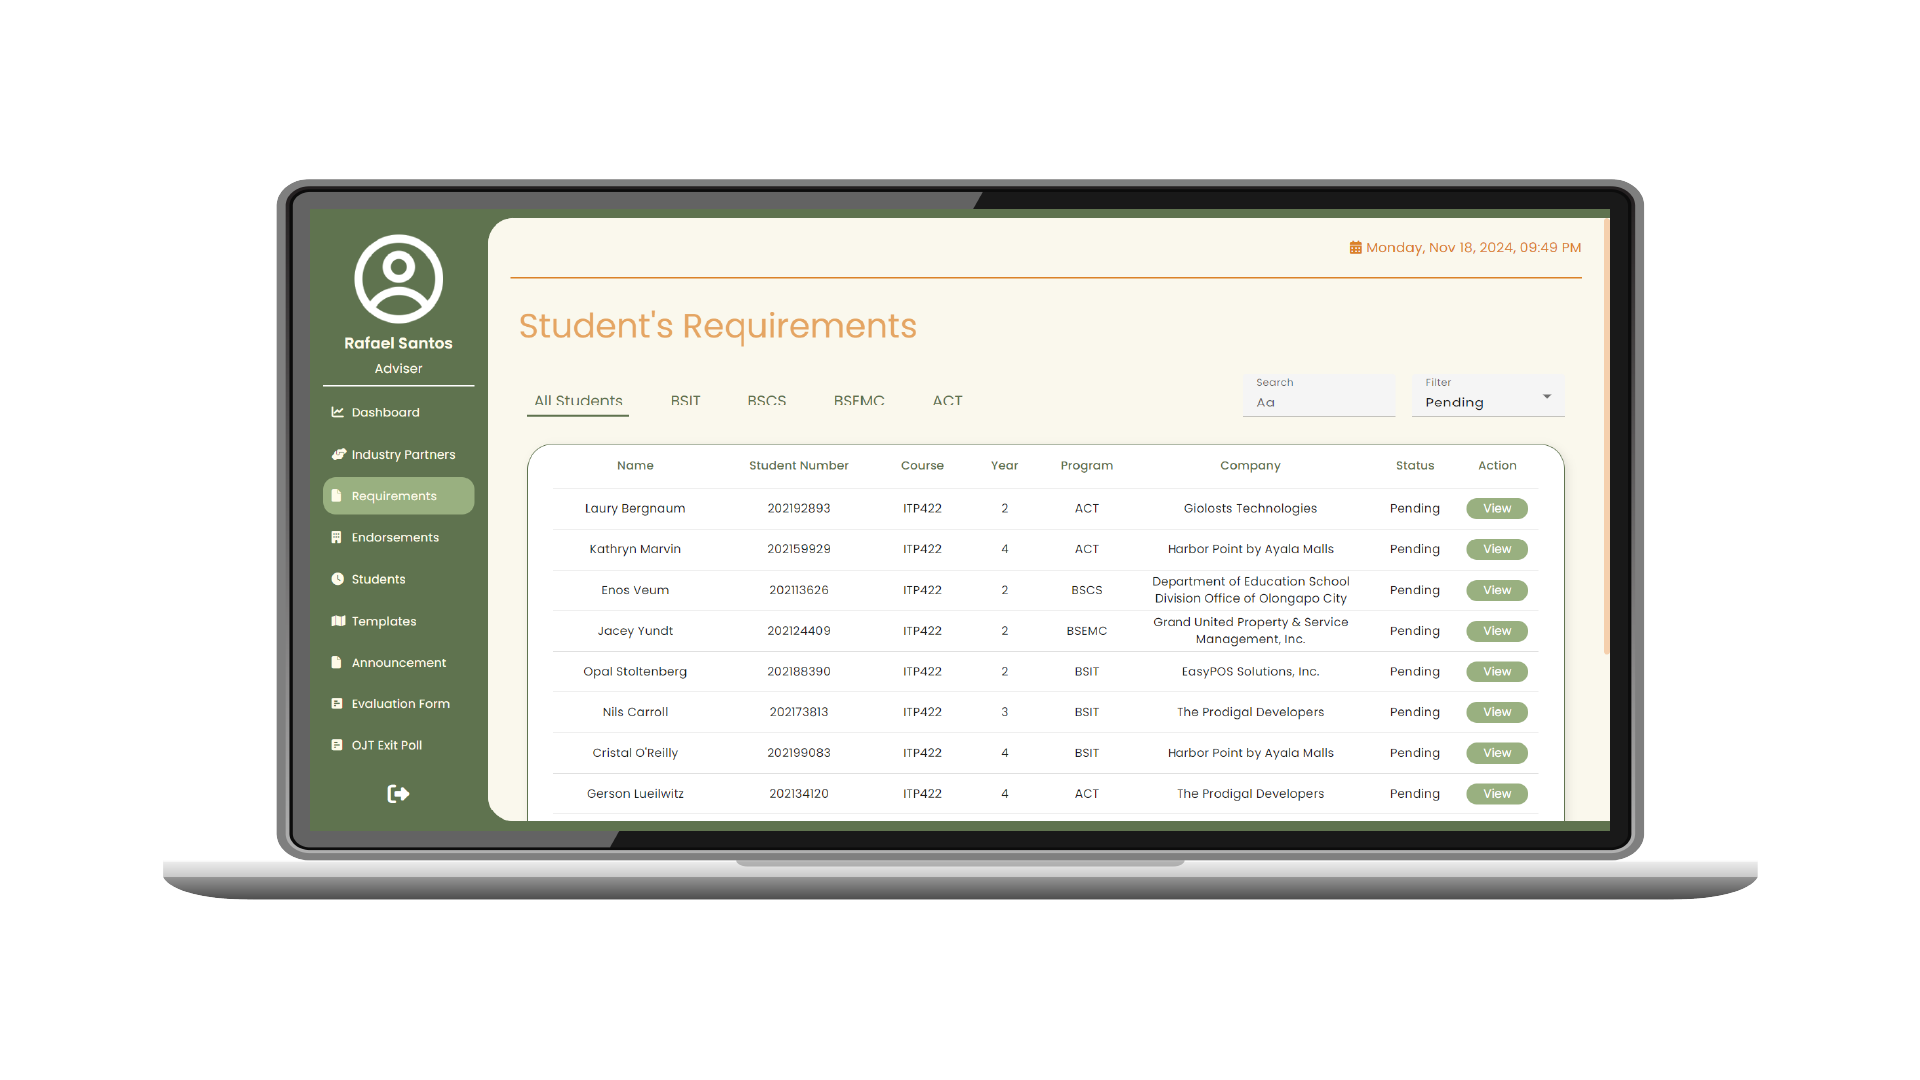 Rafael Santos
Adviser
Dashboard
Industry Partners
Requirements
Endorsements
Students
Templates
Announcement
Evaluation Form
OJT Exit Poll
Monday, Nov 18, 2024, 09:49 PM
Student's Requirements
All Students BSIT BSCS BSEMC ACT
Search
Aa
Filter
Pending
Name Student Number Course Year Program Company Status Action
Laury Bergnaum 202192893 ITP422 2 ACT Giolosts Technologies Pending View
Kathryn Marvin 202159929 ITP422 4 ACT Harbor Point by Ayala Malls Pending View
Enos Veum 202113626 ITP422 2 BSCS Department of Education School
Division Office of Olongapo City Pending View
Jacey Yundt 202124409 ITP422 2 BSEMC Grand United Property & Service
Management, Inc. Pending View
Opal Stoltenberg 202188390 ITP422 2 BSIT EasyPOS Solutions, Inc. Pending View
Nils Carroll 202173813 ITP422 3 BSIT The Prodigal Developers Pending View
Cristal O'Reilly 202199083 ITP422 4 BSIT Harbor Point by Ayala Malls Pending View
Gerson Lueilwitz 202134120 ITP422 4 ACT The Prodigal Developers Pending View